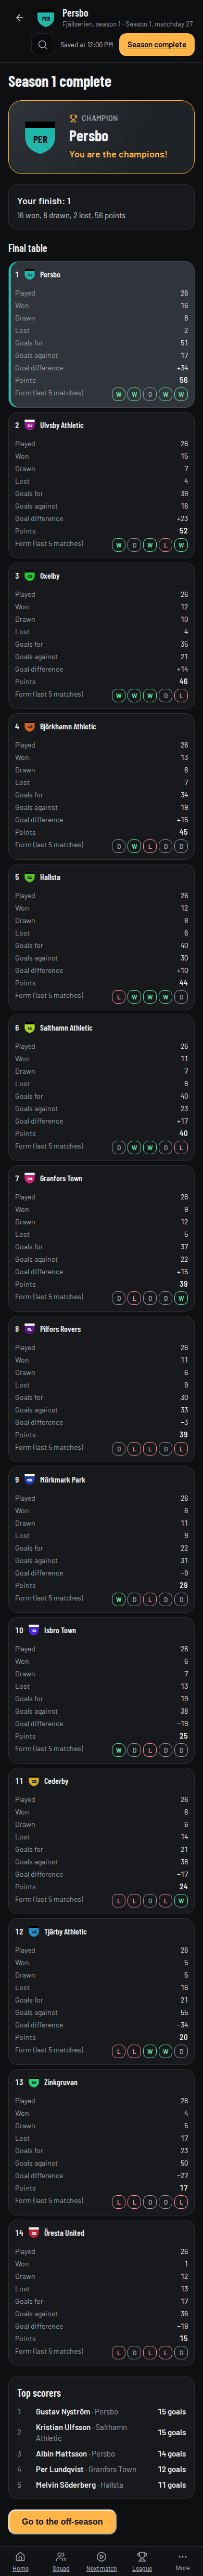 PER
Persbo
Fjällserien, season 1 · Season 1, matchday 27
Saved at 12:00 PM
Season complete
Season 1 complete
PER
CHAMPION
Persbo
You are the champions!
Your finish: 1
16 won, 8 drawn, 2 lost, 56 points
Final table
1 Persbo
Played 26
Won 16
Drawn 8
Lost 2
Goals for 51
Goals against 17
Goal difference +34
Points 56
Form (last 5 matches) W W D W W
2 Ulvsby Athletic
Played 26
Won 15
Drawn 7
Lost 4
Goals for 39
Goals against 16
Goal difference +23
Points 52
Form (last 5 matches) W D W L W
3 Oxelby
Played 26
Won 12
Drawn 10
Lost 4
Goals for 35
Goals against 21
Goal difference +14
Points 46
Form (last 5 matches) W W W D L
4 Björkhamn Athletic
Played 26
Won 13
Drawn 6
Lost 7
Goals for 34
Goals against 19
Goal difference +15
Points 45
Form (last 5 matches) D W L D D
5 Hallsta
Played 26
Won 12
Drawn 8
Lost 6
Goals for 40
Goals against 30
Goal difference +10
Points 44
Form (last 5 matches) L W W W D
6 Salthamn Athletic
Played 26
Won 11
Drawn 7
Lost 8
Goals for 40
Goals against 23
Goal difference +17
Points 40
Form (last 5 matches) D W W D L
7 Granfors Town
Played 26
Won 9
Drawn 12
Lost 5
Goals for 37
Goals against 22
Goal difference +15
Points 39
Form (last 5 matches) D L D D W
8 Pilfors Rovers
Played 26
Won 11
Drawn 6
Lost 9
Goals for 30
Goals against 33
Goal difference −3
Points 39
Form (last 5 matches) D L L D L
9 Mörkmark Park
Played 26
Won 6
Drawn 11
Lost 9
Goals for 22
Goals against 31
Goal difference −9
Points 29
Form (last 5 matches) W D L D D
10 Isbro Town
Played 26
Won 6
Drawn 7
Lost 13
Goals for 19
Goals against 38
Goal difference −19
Points 25
Form (last 5 matches) W D L D D
11 Cederby
Played 26
Won 6
Drawn 6
Lost 14
Goals for 21
Goals against 38
Goal difference −17
Points 24
Form (last 5 matches) L L D L W
12 Tjärby Athletic
Played 26
Won 5
Drawn 5
Lost 16
Goals for 21
Goals against 55
Goal difference −34
Points 20
Form (last 5 matches) L L W W D
13 Zinkgruvan
Played 26
Won 4
Drawn 5
Lost 17
Goals for 23
Goals against 50
Goal difference −27
Points 17
Form (last 5 matches) L L D D L
14 Öresta United
Played 26
Won 1
Drawn 12
Lost 13
Goals for 17
Goals against 36
Goal difference −19
Points 15
Form (last 5 matches) L D L L D
Top scorers
1 Gustav Nyström · Persbo 15 goals
2 Kristian Ulfsson · Salthamn Athletic 15 goals
3 Albin Mattsson · Persbo 14 goals
4 Per Lundqvist · Granfors Town 12 goals
5 Melvin Söderberg · Hallsta 11 goals
Go to the off-season
Home
Squad
Next match
League
More